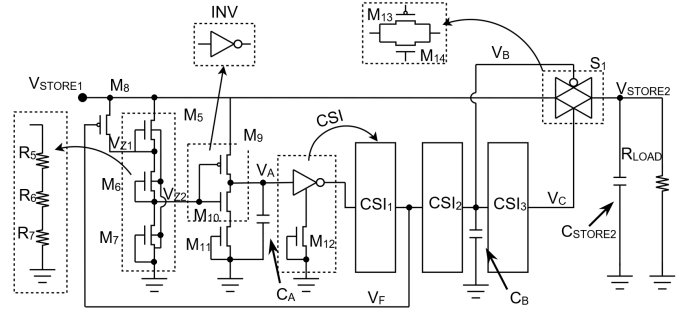 INV
M13
M14
VB
S1
VSTORE1
M8
M5
M9
CSI
VSTORE2
R5
VZ1
VA
RLOAD
R6
M6
VZ2
CSI1
CSI2
CSI3
VC
M10
R7
M7
M11
M12
CSTORE2
CA
VF
CB